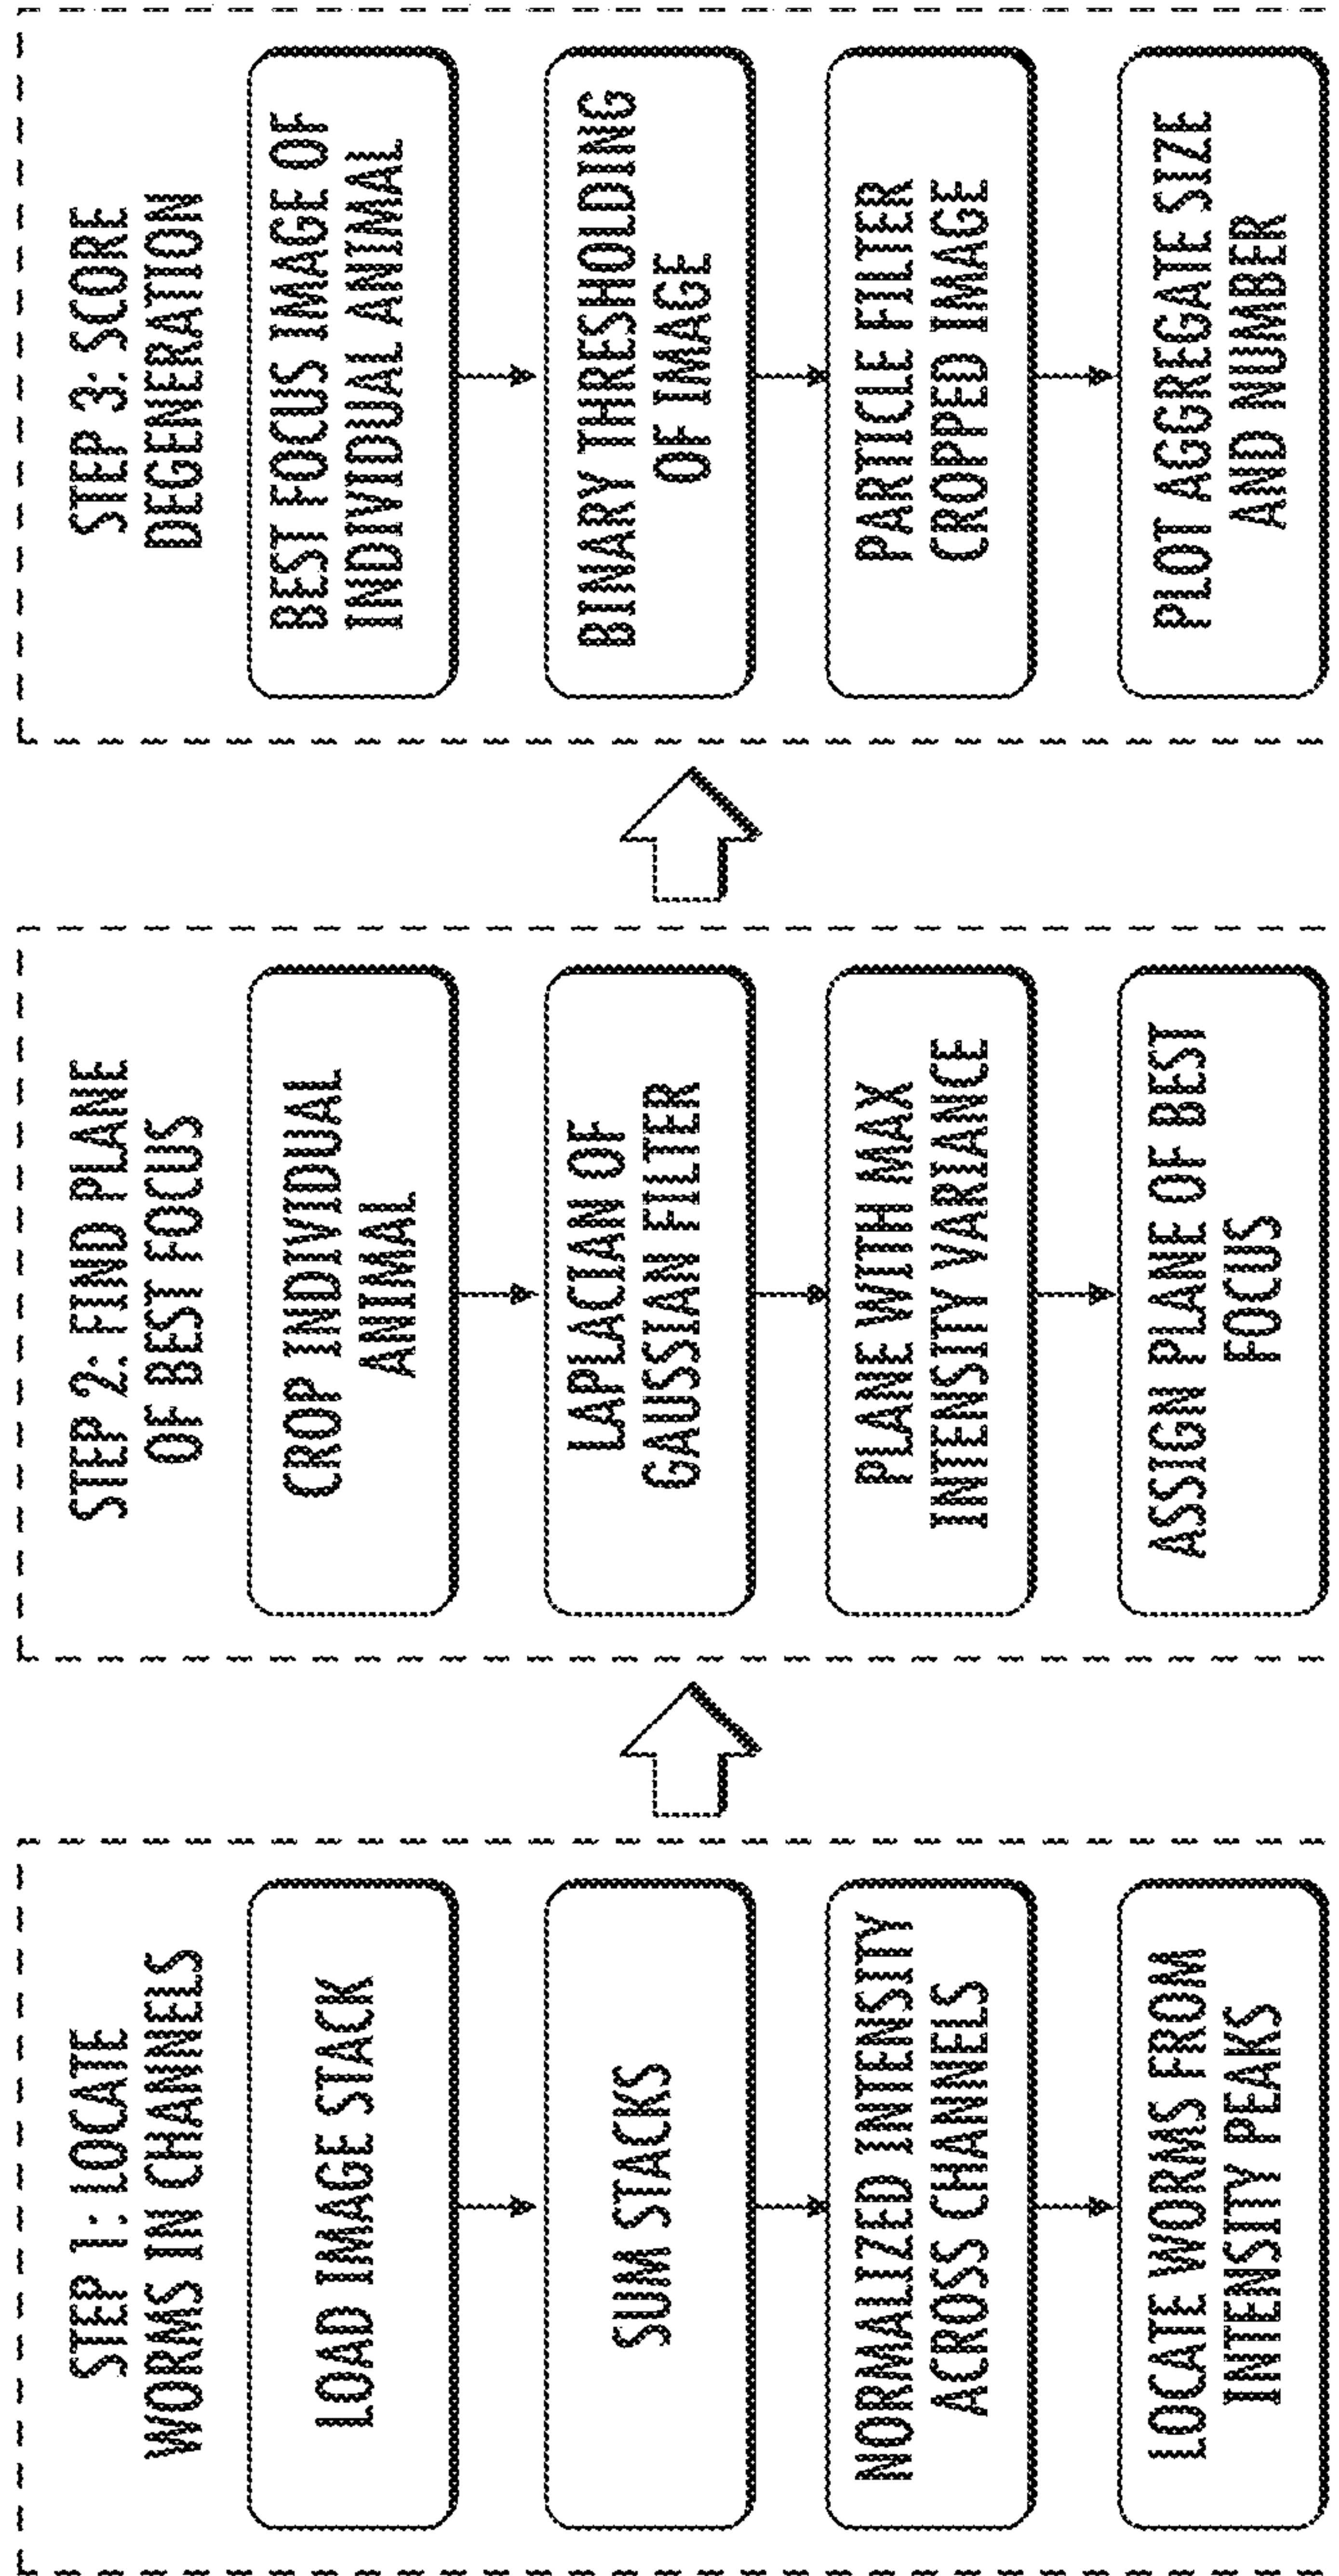 STEP 1: LOCATE
WORMS IN CHANNELS
LOAD IMAGE STACK
SUM STACKS
NORMALIZED INTENSITY
ACROSS CHANNELS
LOCATE WORMS FROM
INTENSITY PEAKS
STEP 2: FIND PLANE
OF BEST FOCUS
CROP INDIVIDUAL
ANIMAL
LAPLACIAN OF
GAUSSIAN FILTER
PLANE WITH MAX
INTENSITY VARIANCE
ASSIGN PLANE OF BEST
FOCUS
STEP 3: SCORE
DEGENERATION
BEST FOCUS IMAGE OF
INDIVIDUAL ANIMAL
BINARY THRESHOLDING
OF IMAGE
PARTICLE FILTER
CROPPED IMAGE
PLOT AGGREGATE SIZE
AND NUMBER